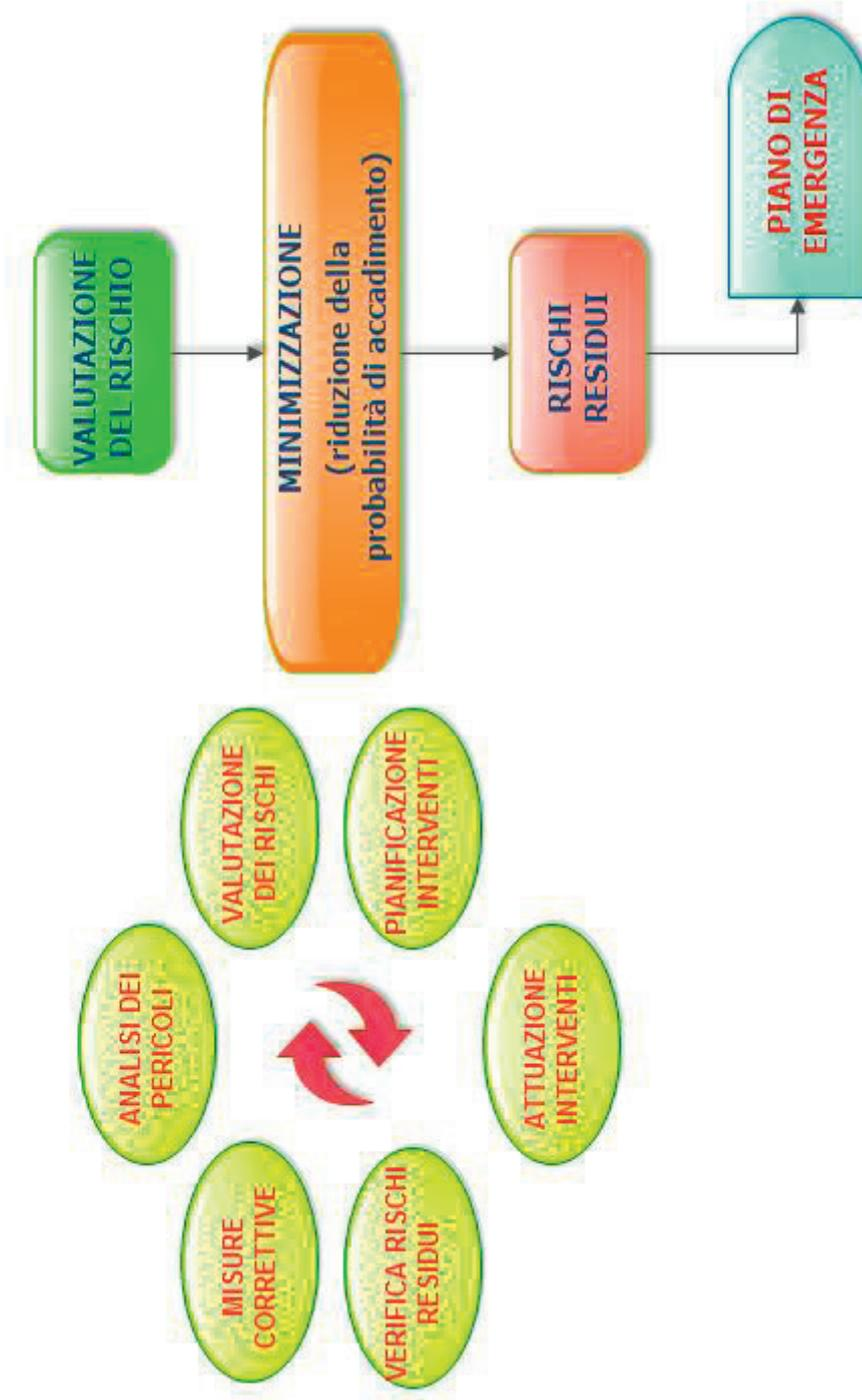 ANALISI DEI
PERICOLI
VALUTAZIONE
DEI RISCHI
PIANIFICAZIONE
INTERVENTI
ATTUAZIONE
INTERVENTI
VERIFICA RISCHI
RESIDUI
MISURE
CORRETTIVE
VALUTAZIONE
DEL RISCHIO
MINIMIZZAZIONE
(riduzione della
probabilità di accadimento)
RISCHI
RESIDUI
PIANO DI
EMERGENZA